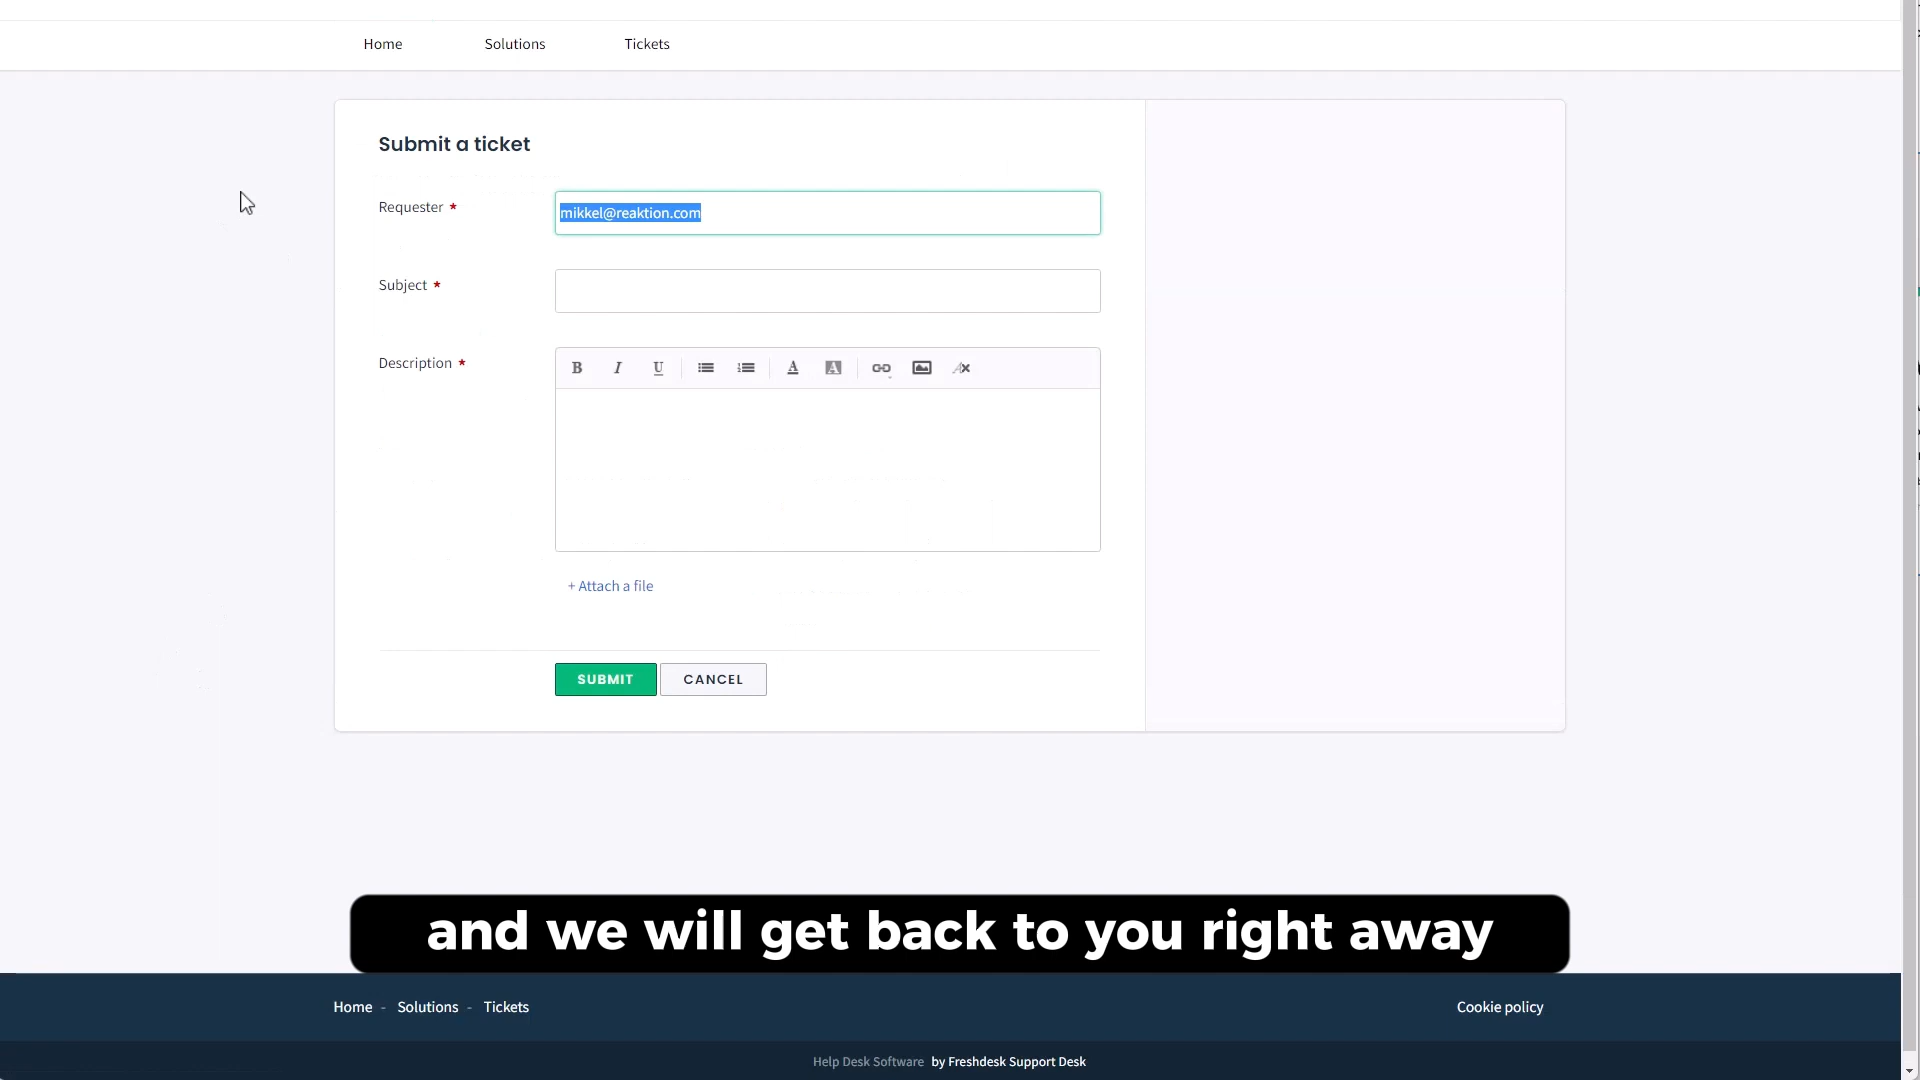 Home Solutions Tickets
Submit a ticket
Requester *
mikkel@reaktion.com
Subject *
Description *
B I U A A
+ Attach a file
SUBMIT CANCEL
and we will get back to you right away
Home - Solutions - Tickets
Cookie policy
Help Desk Software by Freshdesk Support Desk